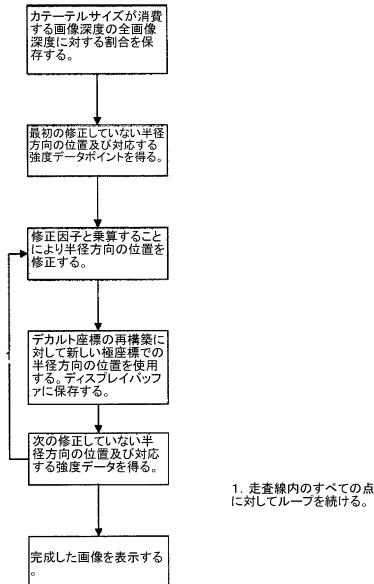 カテーテルサイズが消費
する画像深度の全画像
深度に対する割合を保
存する。
最初の修正していない半径
方向の位置及び対応する
強度データポイントを得る。
修正因子と乗算すること
により半径方向の位置を
修正する。
デカルト座標の再構築に
対して新しい極座標での
半径方向の位置を使用
する。ディスプレイバッフ
ァに保存する。
次の修正していない半
径方向の位置及び対応
する強度データを得る。
1. 走査線内のすべての点
に対してループを続ける。
完成した画像を表示する
。